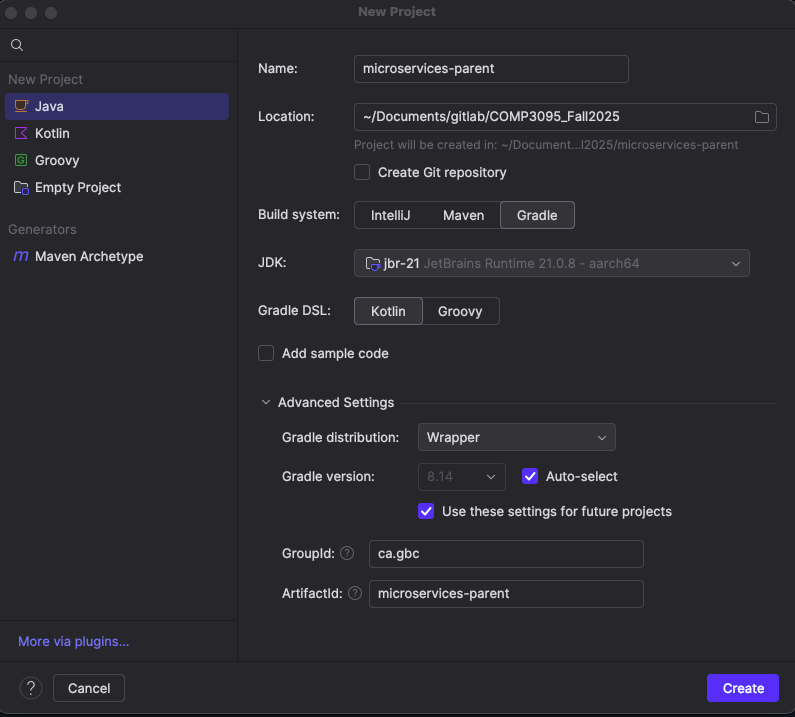 New Project
New Project
Java
Kotlin
G Groovy
Empty Project
Generators
m Maven Archetype
More via plugins...
Name: microservices-parent
Location: ~/Documents/gitlab/COMP3095_Fall2025
Project will be created in: ~/Document...l2025/microservices-parent
Create Git repository
Build system: IntelliJ Maven Gradle
JDK: jbr-21 JetBrains Runtime 21.0.8 - aarch64
Gradle DSL: Kotlin Groovy
Add sample code
Advanced Settings
Gradle distribution: Wrapper
Gradle version: 8.14 Auto-select
Use these settings for future projects
GroupId: ? ca.gbc
ArtifactId: ? microservices-parent
? Cancel Create